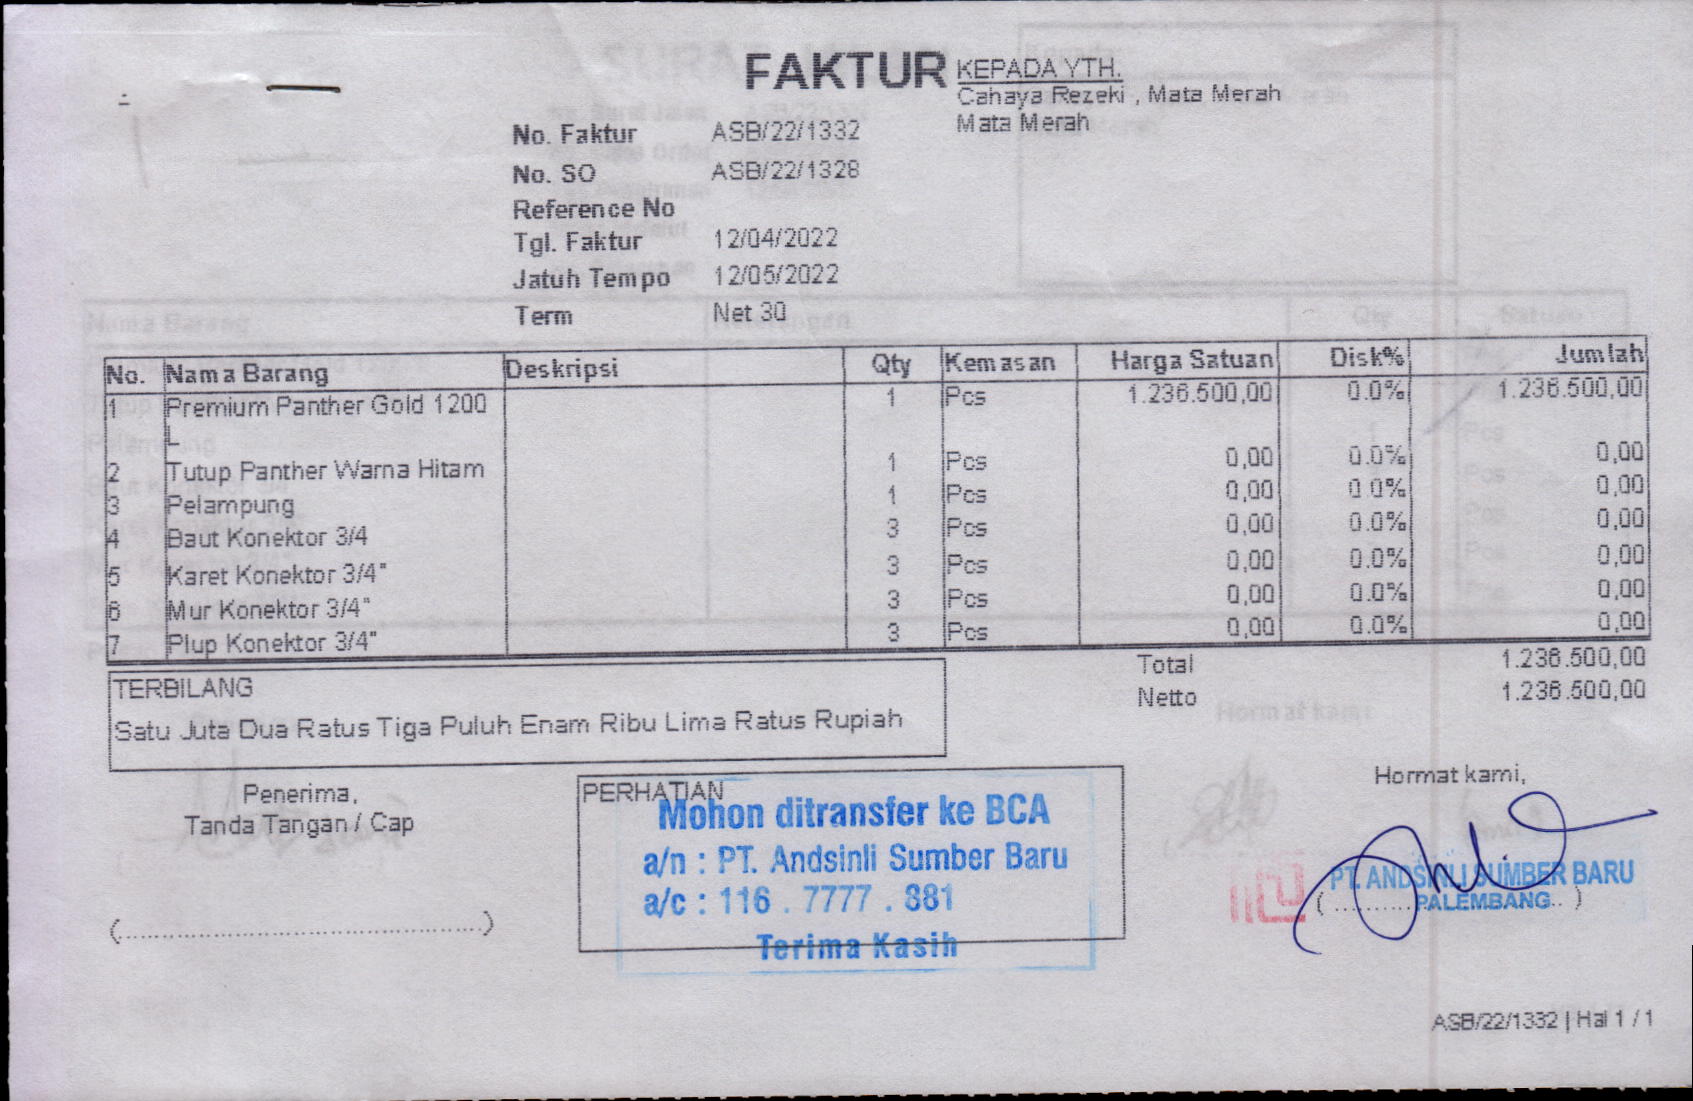 FAKTUR
KEPADA YTH.
Cahaya Rezeki , Mata Merah
Mata Merah
No. Faktur ASB/22/1332
No. SO ASB/22/1328
Reference No
Tgl. Faktur 12/04/2022
Jatuh Tempo 12/05/2022
Term Net 30
No. Nama Barang Deskripsi Qty Kemasan Harga Satuan Disk% Jumlah
1 Premium Panther Gold 1200 1 Pcs 1.236.500,00 0.0% 1.236.500,00
L
2 Tutup Panther Warna Hitam 1 Pcs 0,00 0.0% 0,00
3 Pelampung 1 Pcs 0,00 0.0% 0,00
4 Baut Konektor 3/4 3 Pcs 0,00 0.0% 0,00
5 Karet Konektor 3/4" 3 Pcs 0,00 0.0% 0,00
6 Mur Konektor 3/4" 3 Pcs 0,00 0.0% 0,00
7 Plup Konektor 3/4" 3 Pcs 0,00 0.0% 0,00
Total 1.236.500,00
Netto 1.236.500,00
TERBILANG
Satu Juta Dua Ratus Tiga Puluh Enam Ribu Lima Ratus Rupiah
Penerima,
Tanda Tangan / Cap
(..............................................)
PERHATIAN
Mohon ditransfer ke BCA
a/n : PT. Andsinli Sumber Baru
a/c : 116 . 7777 . 881
Terima Kasih
Hormat kami,
PT. ANDSINLI SUMBER BARU
PALEMBANG
ASB/22/1332 | Hal 1 / 1